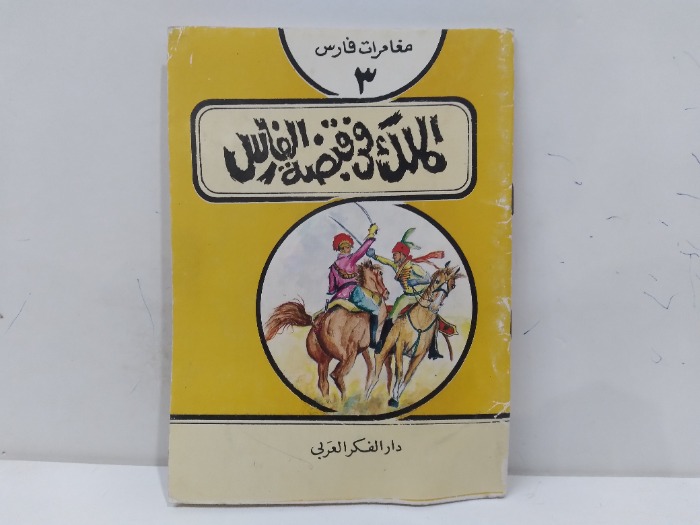 مغامرات فارس
٣
الملك في قبضة الفارس
دار الفكر العربي